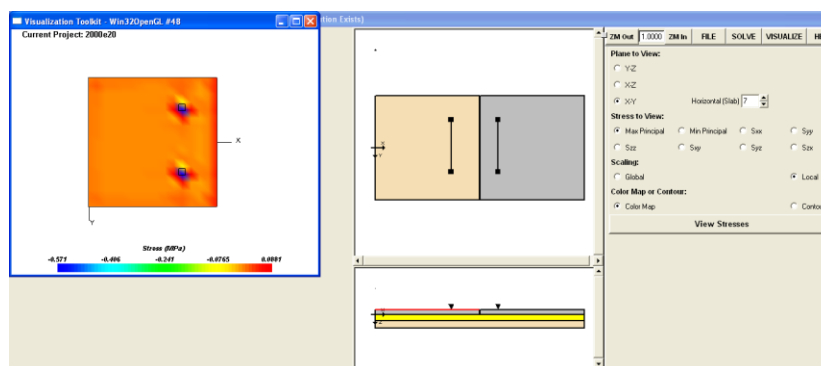 Visualization Toolkit - Win32OpenGL #48
ation Exists)
Current Project: 2000e20
X
Y
Stress (MPa)
-0.571 -0.406 -0.241 -0.0765 0.0881
X
Y
Z
ZM Out 1.0000 ZM In FILE SOLVE VISUALIZE HE
Plane to View:
Y-Z
X-Z
X-Y Horizontal (Slab) 7
Stress to View:
Max Principal Min Principal Sxx Syy
Szz Sxy Syz Szx
Scaling:
Global Local
Color Map or Contour:
Color Map Contou
View Stresses